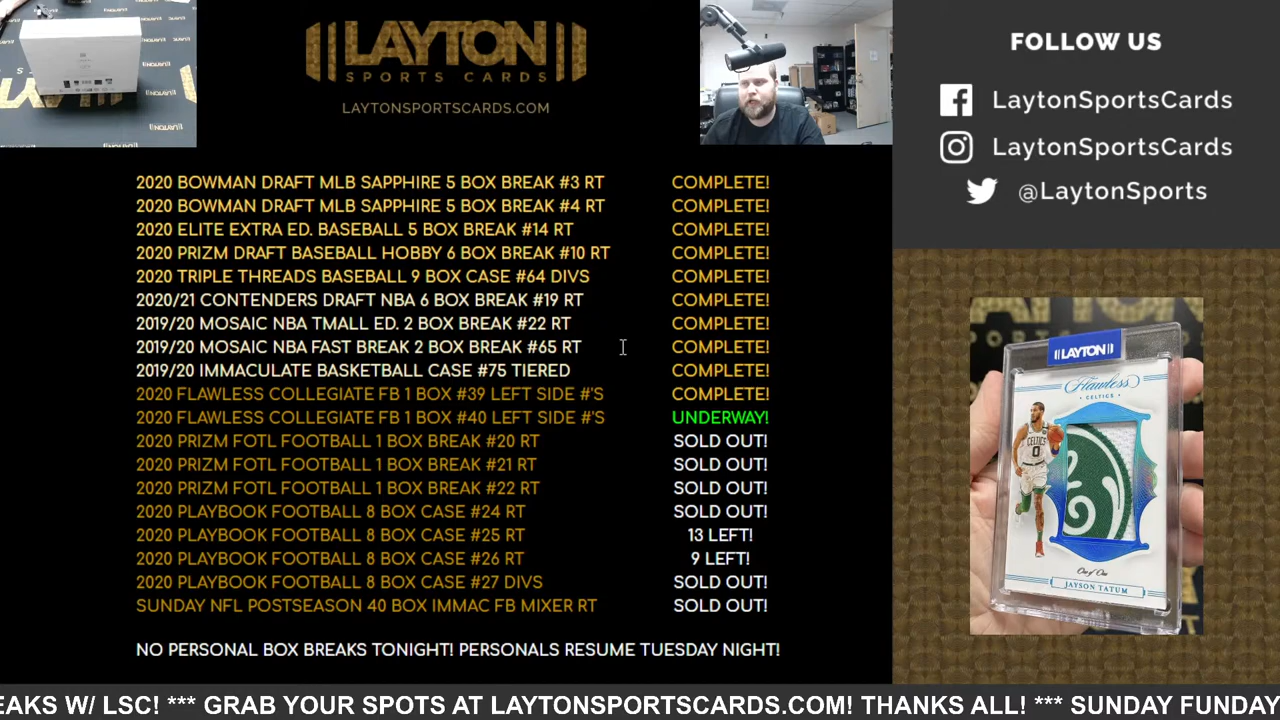 LAYTON
SPORTS CARDS
LAYTONSPORTSCARDS.COM
2020 BOWMAN DRAFT MLB SAPPHIRE 5 BOX BREAK #3 RT COMPLETE!
2020 BOWMAN DRAFT MLB SAPPHIRE 5 BOX BREAK #4 RT COMPLETE!
2020 ELITE EXTRA ED. BASEBALL 5 BOX BREAK #14 RT COMPLETE!
2020 PRIZM DRAFT BASEBALL HOBBY 6 BOX BREAK #10 RT COMPLETE!
2020 TRIPLE THREADS BASEBALL 9 BOX CASE #64 DIVS COMPLETE!
2020/21 CONTENDERS DRAFT NBA 6 BOX BREAK #19 RT COMPLETE!
2019/20 MOSAIC NBA TMALL ED. 2 BOX BREAK #22 RT COMPLETE!
2019/20 MOSAIC NBA FAST BREAK 2 BOX BREAK #65 RT COMPLETE!
2019/20 IMMACULATE BASKETBALL CASE #75 TIERED COMPLETE!
2020 FLAWLESS COLLEGIATE FB 1 BOX #39 LEFT SIDE #'S COMPLETE!
2020 FLAWLESS COLLEGIATE FB 1 BOX #40 LEFT SIDE #'S UNDERWAY!
2020 PRIZM FOTL FOOTBALL 1 BOX BREAK #20 RT SOLD OUT!
2020 PRIZM FOTL FOOTBALL 1 BOX BREAK #21 RT SOLD OUT!
2020 PRIZM FOTL FOOTBALL 1 BOX BREAK #22 RT SOLD OUT!
2020 PLAYBOOK FOOTBALL 8 BOX CASE #24 RT SOLD OUT!
2020 PLAYBOOK FOOTBALL 8 BOX CASE #25 RT 13 LEFT!
2020 PLAYBOOK FOOTBALL 8 BOX CASE #26 RT 9 LEFT!
2020 PLAYBOOK FOOTBALL 8 BOX CASE #27 DIVS SOLD OUT!
SUNDAY NFL POSTSEASON 40 BOX IMMAC FB MIXER RT SOLD OUT!
NO PERSONAL BOX BREAKS TONIGHT! PERSONALS RESUME TUESDAY NIGHT!
FOLLOW US
LaytonSportsCards
LaytonSportsCards
@LaytonSports
LAYTON
Flawless
CELTICS
CELTICS
0
One of One
JAYSON TATUM
EAKS W/ LSC! *** GRAB YOUR SPOTS AT LAYTONSPORTSCARDS.COM! THANKS ALL! *** SUNDAY FUNDAY